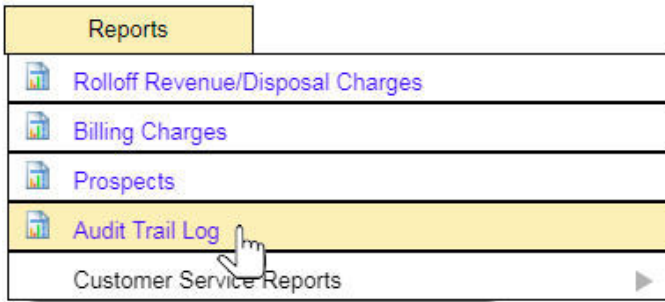 Reports
Rolloff Revenue/Disposal Charges
Billing Charges
Prospects
Audit Trail Log
Customer Service Reports